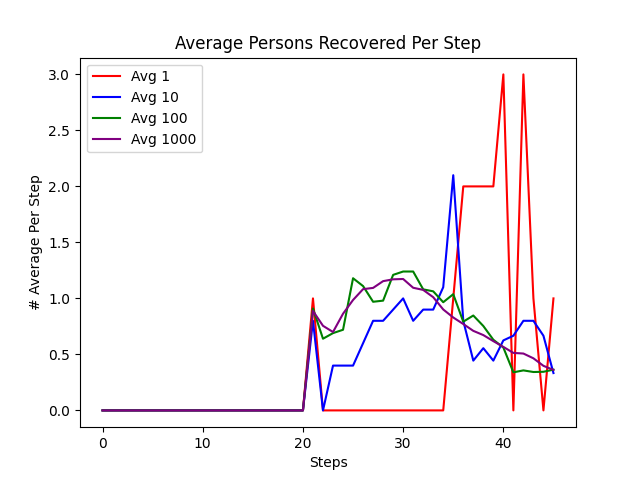 Average Persons Recovered Per Step
Avg 1
Avg 10
Avg 100
Avg 1000
# Average Per Step
3.0
2.5
2.0
1.5
1.0
0.5
0.0
0 10 20 30 40
Steps